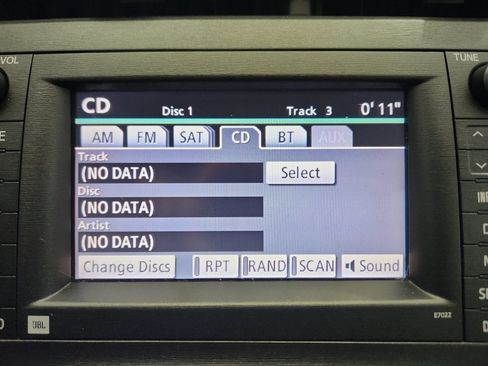 VOL
TUNE
CD Disc 1 Track 3 0'11"
AM FM SAT CD BT AUX
Track
(NO DATA) Select
Disc
(NO DATA)
Artist
(NO DATA)
Change Discs RPT RAND SCAN Sound
JBL E7022